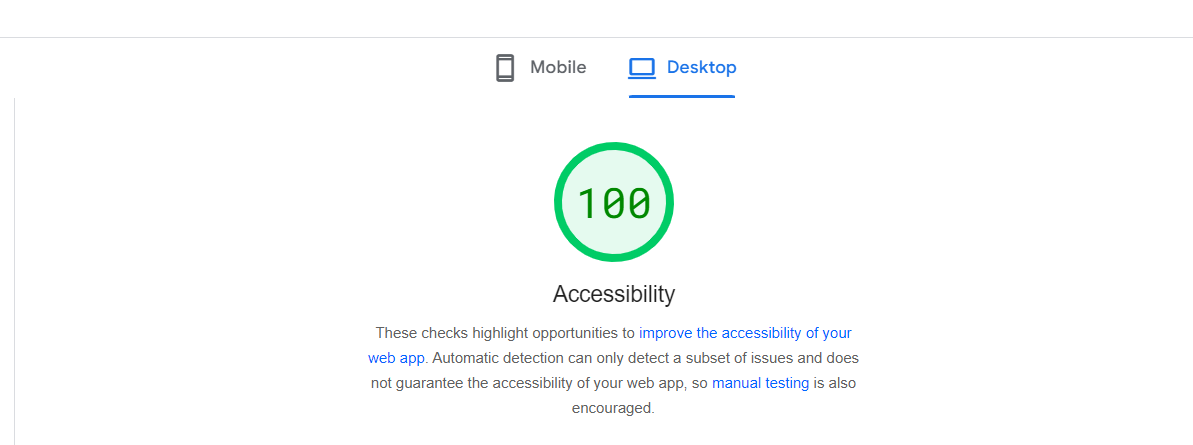 Mobile
Desktop
100
Accessibility
These checks highlight opportunities to improve the accessibility of your
web app. Automatic detection can only detect a subset of issues and does
not guarantee the accessibility of your web app, so manual testing is also
encouraged.